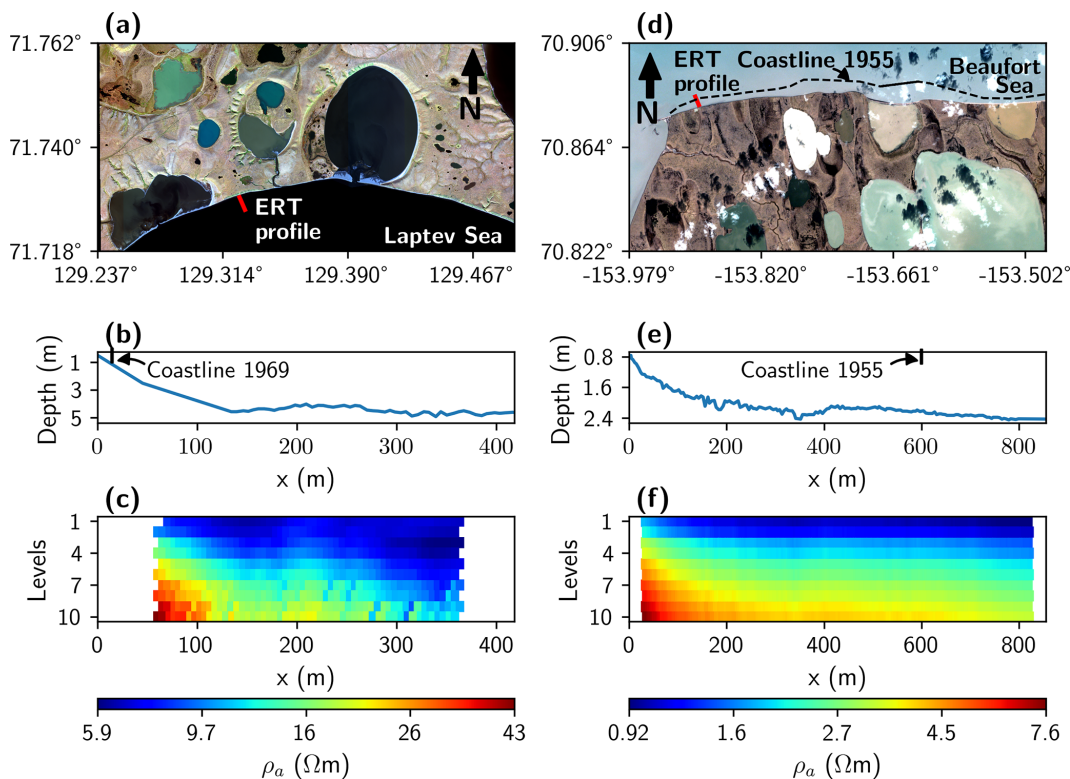 (a)
71.762°
71.740°
71.718°
N
ERT
profile
Laptev Sea
129.237°
129.314°
129.390°
129.467°
(d)
70.906°
70.864°
70.822°
N
ERT
profile
Coastline 1955
Beaufort
Sea
-153.979°
-153.820°
-153.661°
-153.502°
(b)
Depth (m)
1
3
5
Coastline 1969
0
100
200
300
400
x (m)
(e)
Depth (m)
0.8
1.6
2.4
Coastline 1955
0
200
400
600
800
x (m)
(c)
Levels
1
4
7
10
0
100
200
300
400
x (m)
(f)
Levels
1
4
7
10
0
200
400
600
800
x (m)
5.9
9.7
16
26
43
ρa (Ωm)
0.92
1.6
2.7
4.5
7.6
ρa (Ωm)